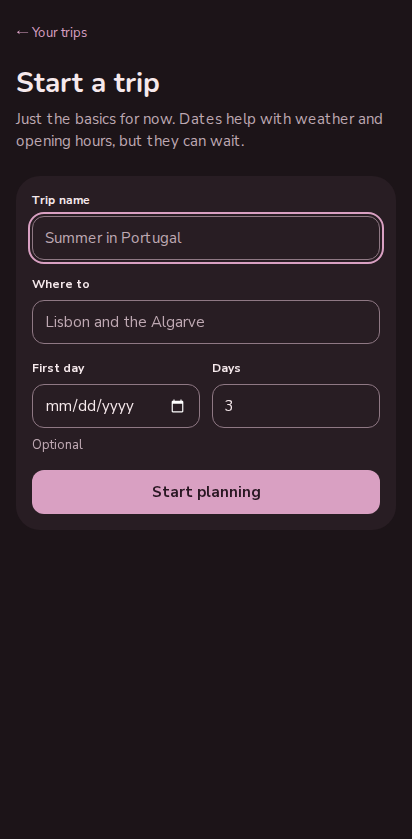 ← Your trips
Start a trip
Just the basics for now. Dates help with weather and
opening hours, but they can wait.
Trip name
Summer in Portugal
Where to
Lisbon and the Algarve
First day
Days
mm/dd/yyyy
3
Optional
Start planning